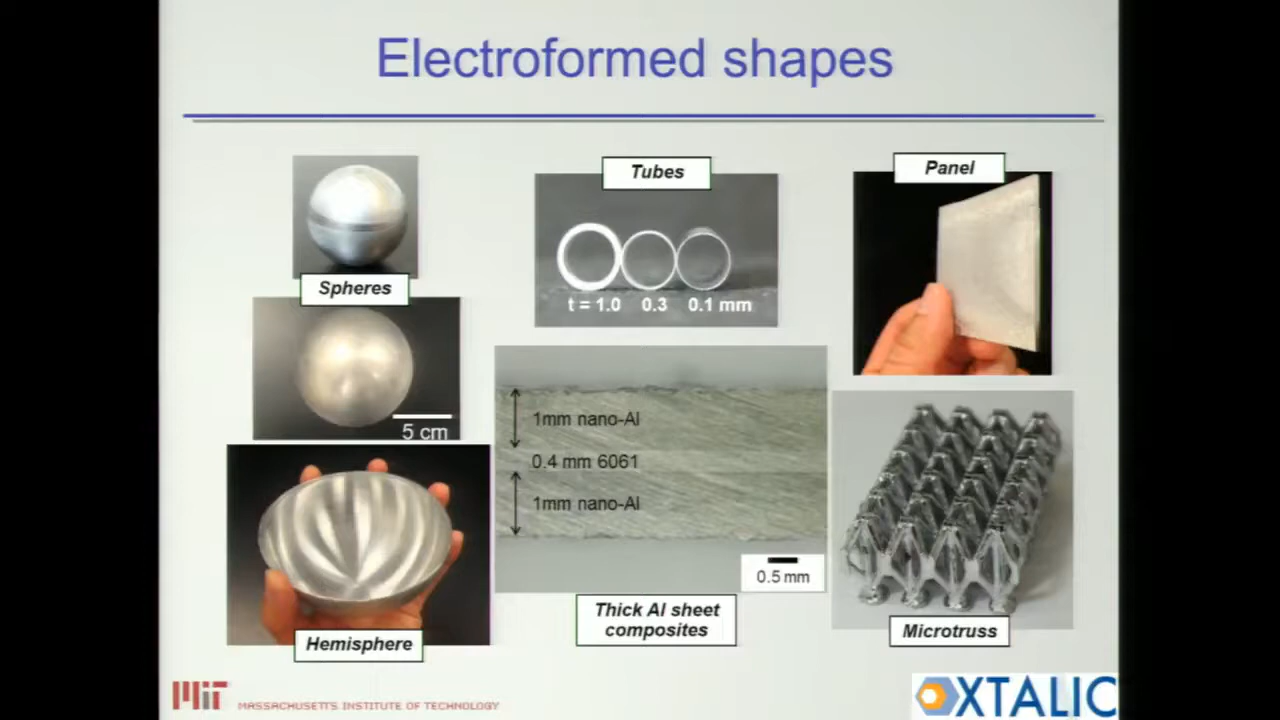 Electroformed shapes
Spheres
5 cm
Hemisphere
Tubes
t = 1.0 0.3 0.1 mm
1mm nano-Al
0.4 mm 6061
1mm nano-Al
0.5 mm
Thick Al sheet
composites
Panel
Microtruss
MIT MASSACHUSETTS INSTITUTE OF TECHNOLOGY
XTALIC